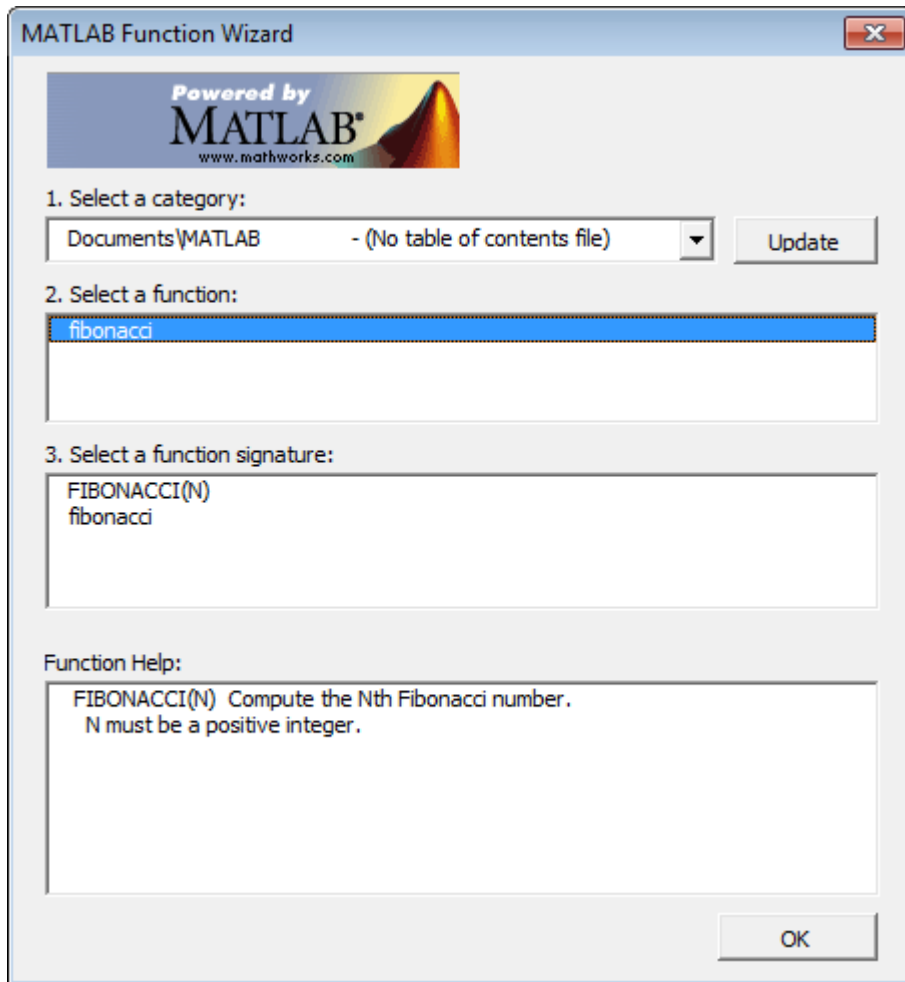 MATLAB Function Wizard
Powered by
MATLAB®
www.mathworks.com
1. Select a category:
Documents\MATLAB - (No table of contents file)
Update
2. Select a function:
fibonacci
3. Select a function signature:
FIBONACCI(N)
fibonacci
Function Help:
FIBONACCI(N) Compute the Nth Fibonacci number.
N must be a positive integer.
OK